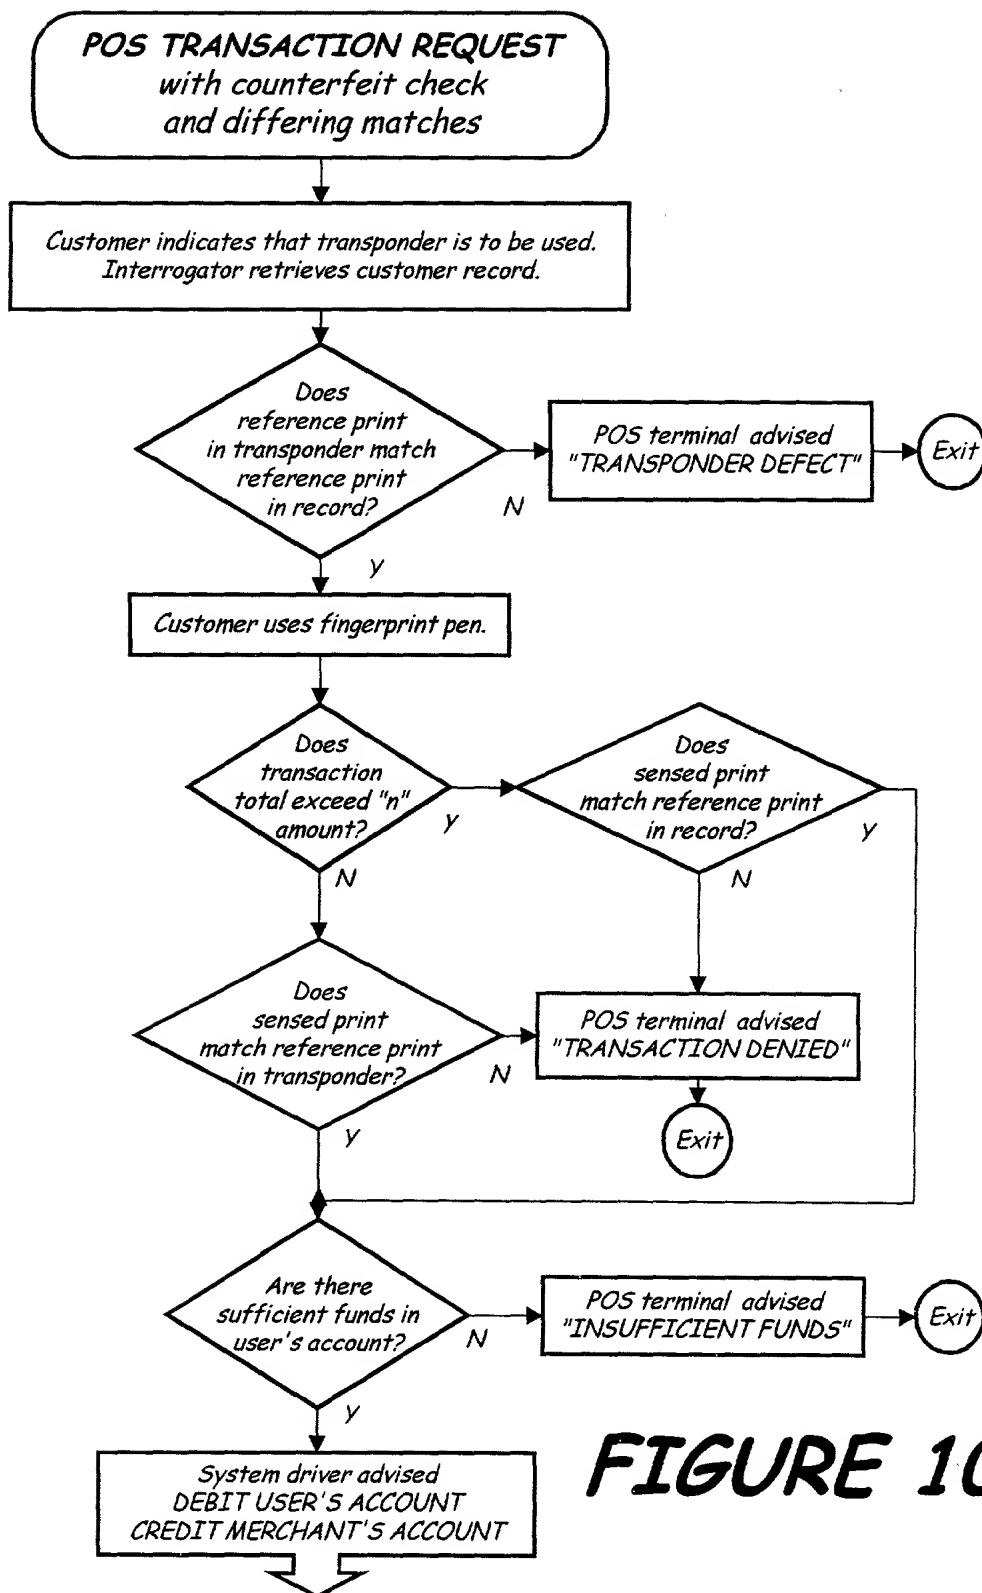 POS TRANSACTION REQUEST
with counterfeit check
and differing matches
Customer indicates that transponder is to be used.
Interrogator retrieves customer record.
Does
reference print
in transponder match
reference print
in record?
N
Y
POS terminal advised
"TRANSPONDER DEFECT"
Exit
Customer uses fingerprint pen.
Does
transaction
total exceed "n"
amount?
Y
N
Does
sensed print
match reference print
in record?
Y
N
Does
sensed print
match reference print
in transponder?
N
Y
POS terminal advised
"TRANSACTION DENIED"
Exit
Are there
sufficient funds in
user's account?
N
Y
POS terminal advised
"INSUFFICIENT FUNDS"
Exit
System driver advised
DEBIT USER'S ACCOUNT
CREDIT MERCHANT'S ACCOUNT
FIGURE